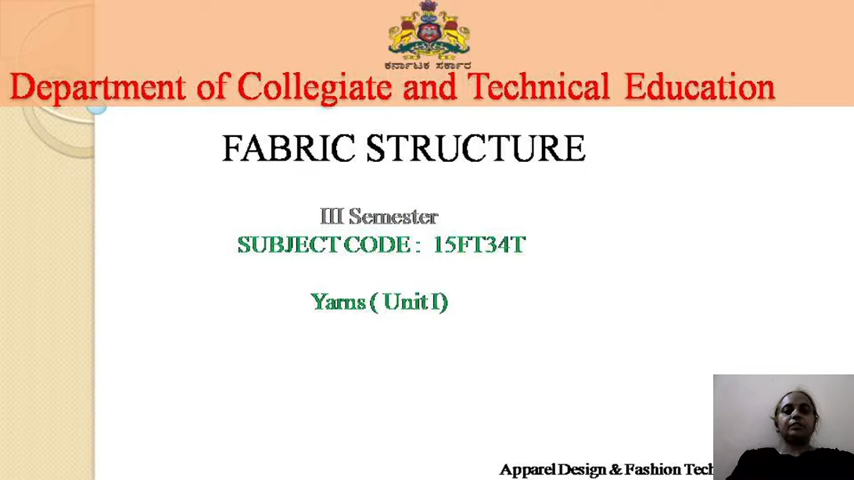 ಕರ್ನಾಟಕ ಸರ್ಕಾರ
Department of Collegiate and Technical Education
FABRIC STRUCTURE
III Semester
SUBJECT CODE : 15FT34T
Yarns ( Unit I)
Apparel Design & Fashion Tech